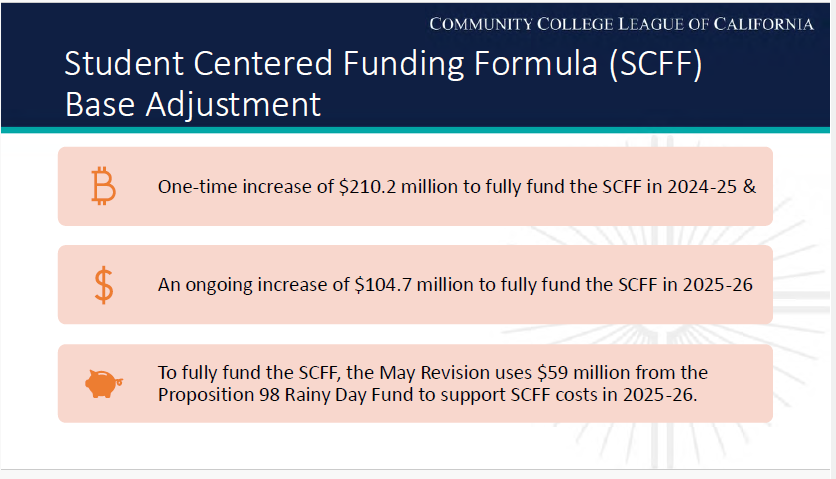 COMMUNITY COLLEGE LEAGUE OF CALIFORNIA
Student Centered Funding Formula (SCFF)
Base Adjustment
One-time increase of $210.2 million to fully fund the SCFF in 2024-25 &
An ongoing increase of $104.7 million to fully fund the SCFF in 2025-26
To fully fund the SCFF, the May Revision uses $59 million from the
Proposition 98 Rainy Day Fund to support SCFF costs in 2025-26.